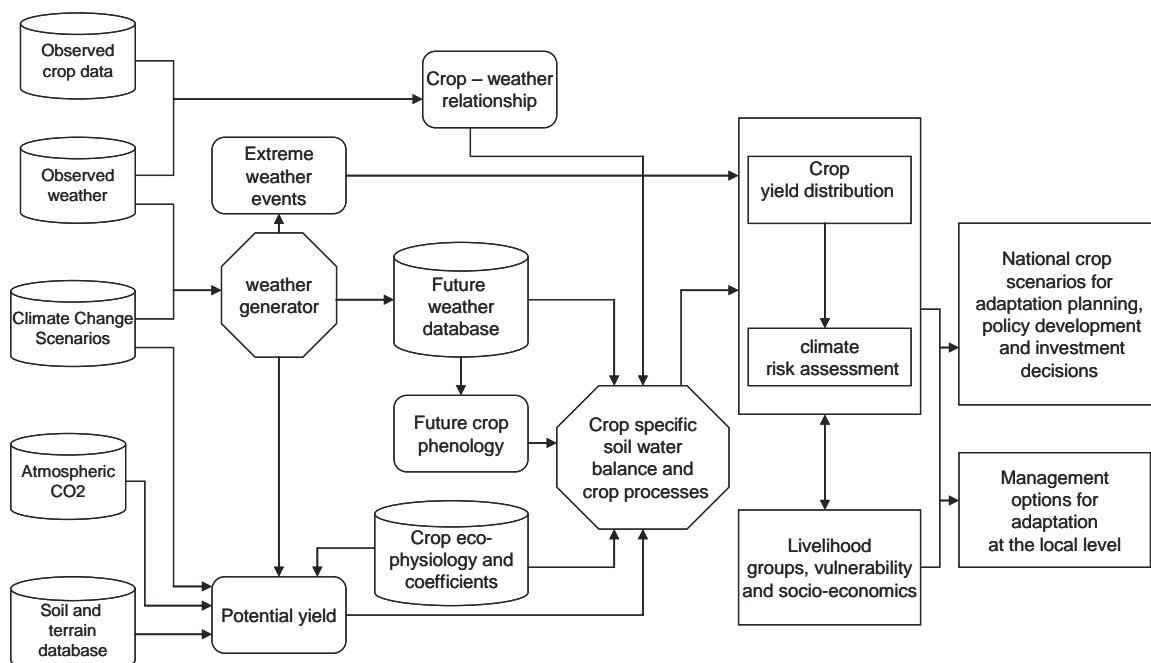 Observed
crop data
Crop – weather
relationship
Observed
weather
Extreme
weather
events
Crop
yield distribution
weather
generator
Future
weather
database
National crop
scenarios for
adaptation planning,
policy development
and investment
decisions
Climate Change
Scenarios
climate
risk assessment
Future crop
phenology
Crop specific
soil water
balance and
crop processes
Atmospheric
CO2
Management
options for
adaptation
at the local level
Crop eco-
physiology and
coefficients
Livelihood
groups, vulnerability
and socio-economics
Soil and
terrain
database
Potential yield